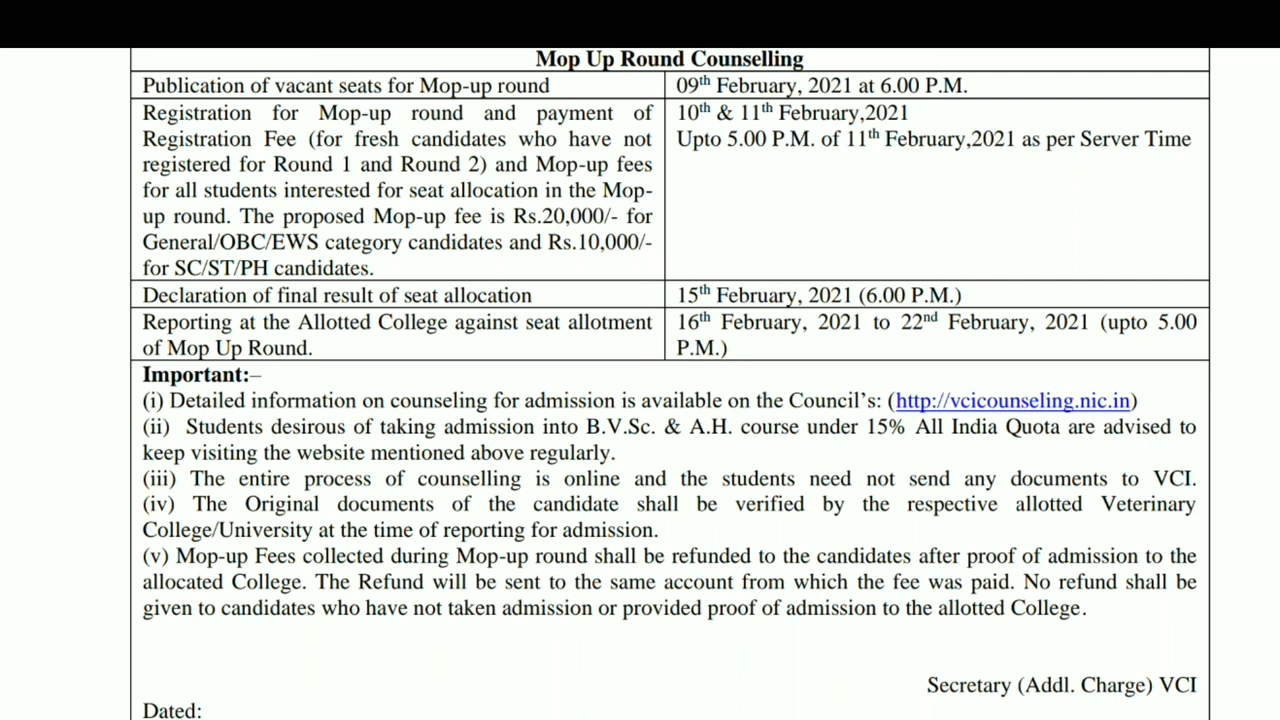 Mop Up Round Counselling
Publication of vacant seats for Mop-up round
09th February, 2021 at 6.00 P.M.
Registration for Mop-up round and payment of
Registration Fee (for fresh candidates who have not
registered for Round 1 and Round 2) and Mop-up fees
for all students interested for seat allocation in the Mop-
up round. The proposed Mop-up fee is Rs.20,000/- for
General/OBC/EWS category candidates and Rs.10,000/-
for SC/ST/PH candidates.
10th & 11th February,2021
Upto 5.00 P.M. of 11th February,2021 as per Server Time
Declaration of final result of seat allocation
15th February, 2021 (6.00 P.M.)
Reporting at the Allotted College against seat allotment
of Mop Up Round.
16th February, 2021 to 22nd February, 2021 (upto 5.00
P.M.)
Important:–
(i) Detailed information on counseling for admission is available on the Council's: (http://vcicounseling.nic.in)
(ii) Students desirous of taking admission into B.V.Sc. & A.H. course under 15% All India Quota are advised to
keep visiting the website mentioned above regularly.
(iii) The entire process of counselling is online and the students need not send any documents to VCI.
(iv) The Original documents of the candidate shall be verified by the respective allotted Veterinary
College/University at the time of reporting for admission.
(v) Mop-up Fees collected during Mop-up round shall be refunded to the candidates after proof of admission to the
allocated College. The Refund will be sent to the same account from which the fee was paid. No refund shall be
given to candidates who have not taken admission or provided proof of admission to the allotted College.
Secretary (Addl. Charge) VCI
Dated: